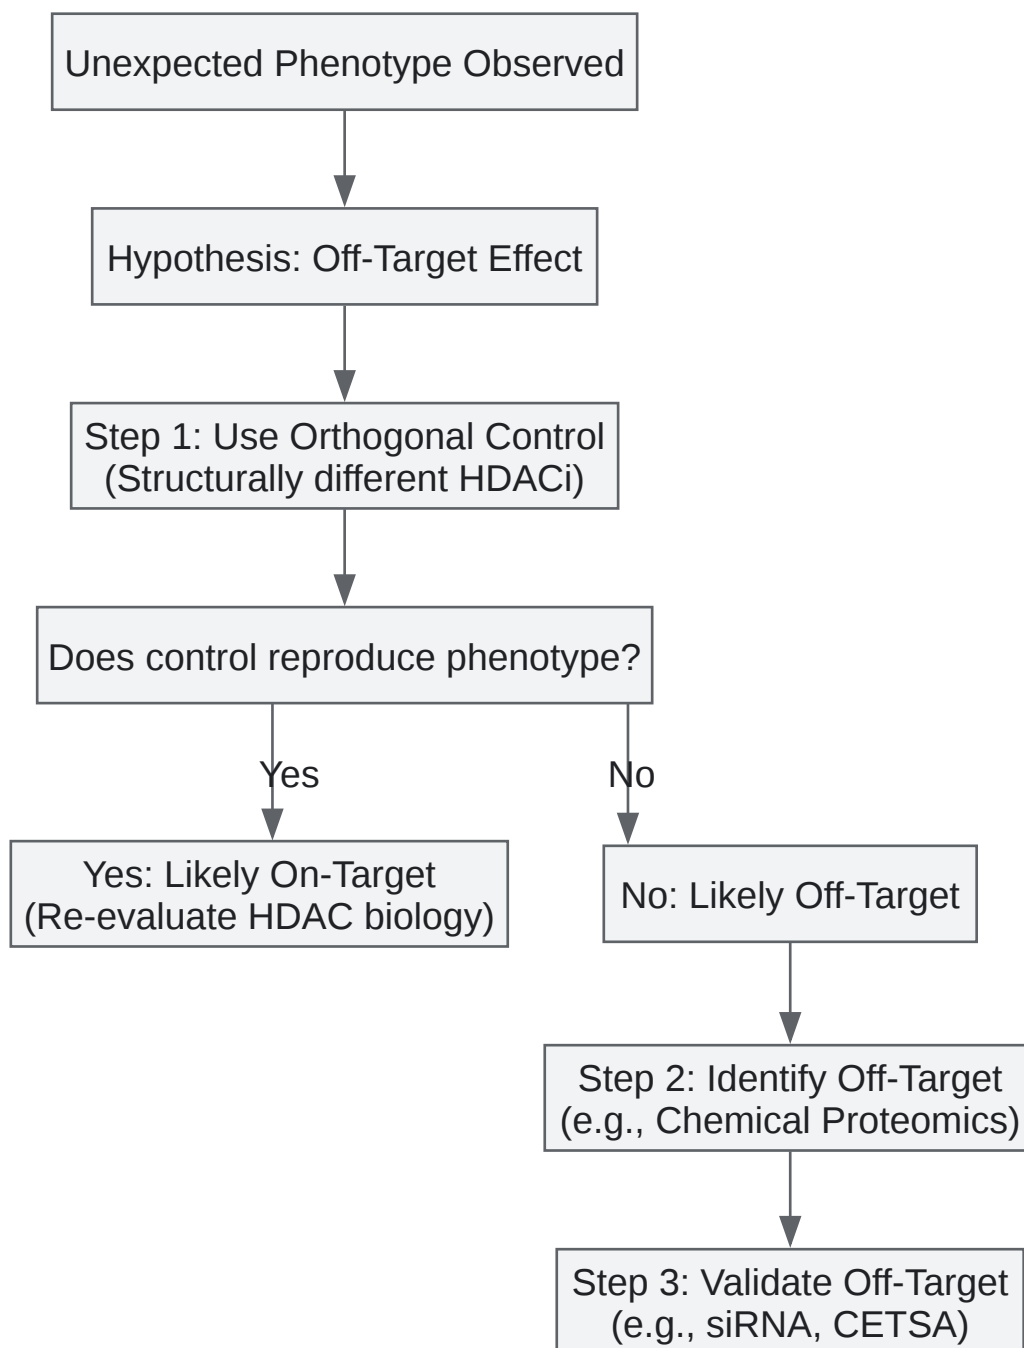 Unexpected Phenotype Observed
Hypothesis: Off-Target Effect
Step 1: Use Orthogonal Control
(Structurally different HDACi)
Does control reproduce phenotype?
Yes
No
Yes: Likely On-Target
(Re-evaluate HDAC biology)
No: Likely Off-Target
Step 2: Identify Off-Target
(e.g., Chemical Proteomics)
Step 3: Validate Off-Target
(e.g., siRNA, CETSA)